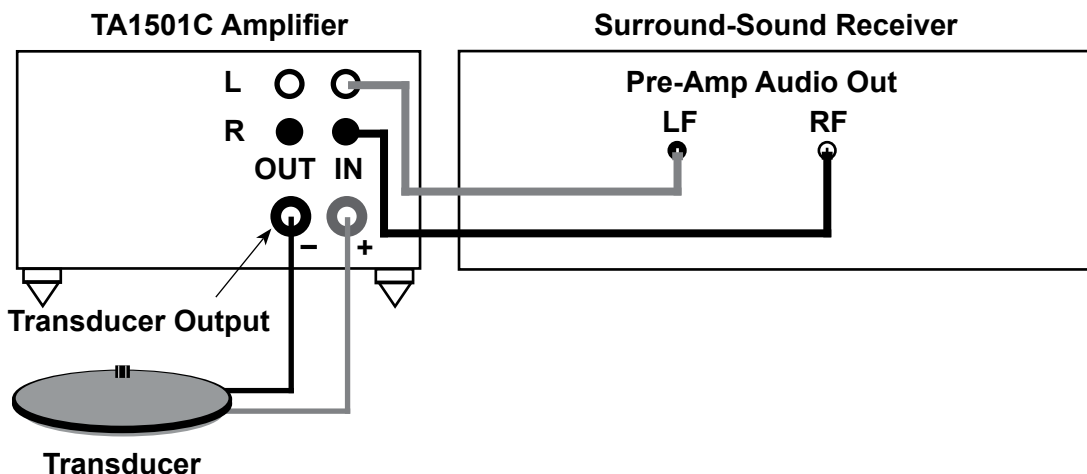 TA1501C Amplifier
Surround-Sound Receiver
L
R
OUT IN
− +
Transducer Output
Transducer
Pre-Amp Audio Out
LF RF